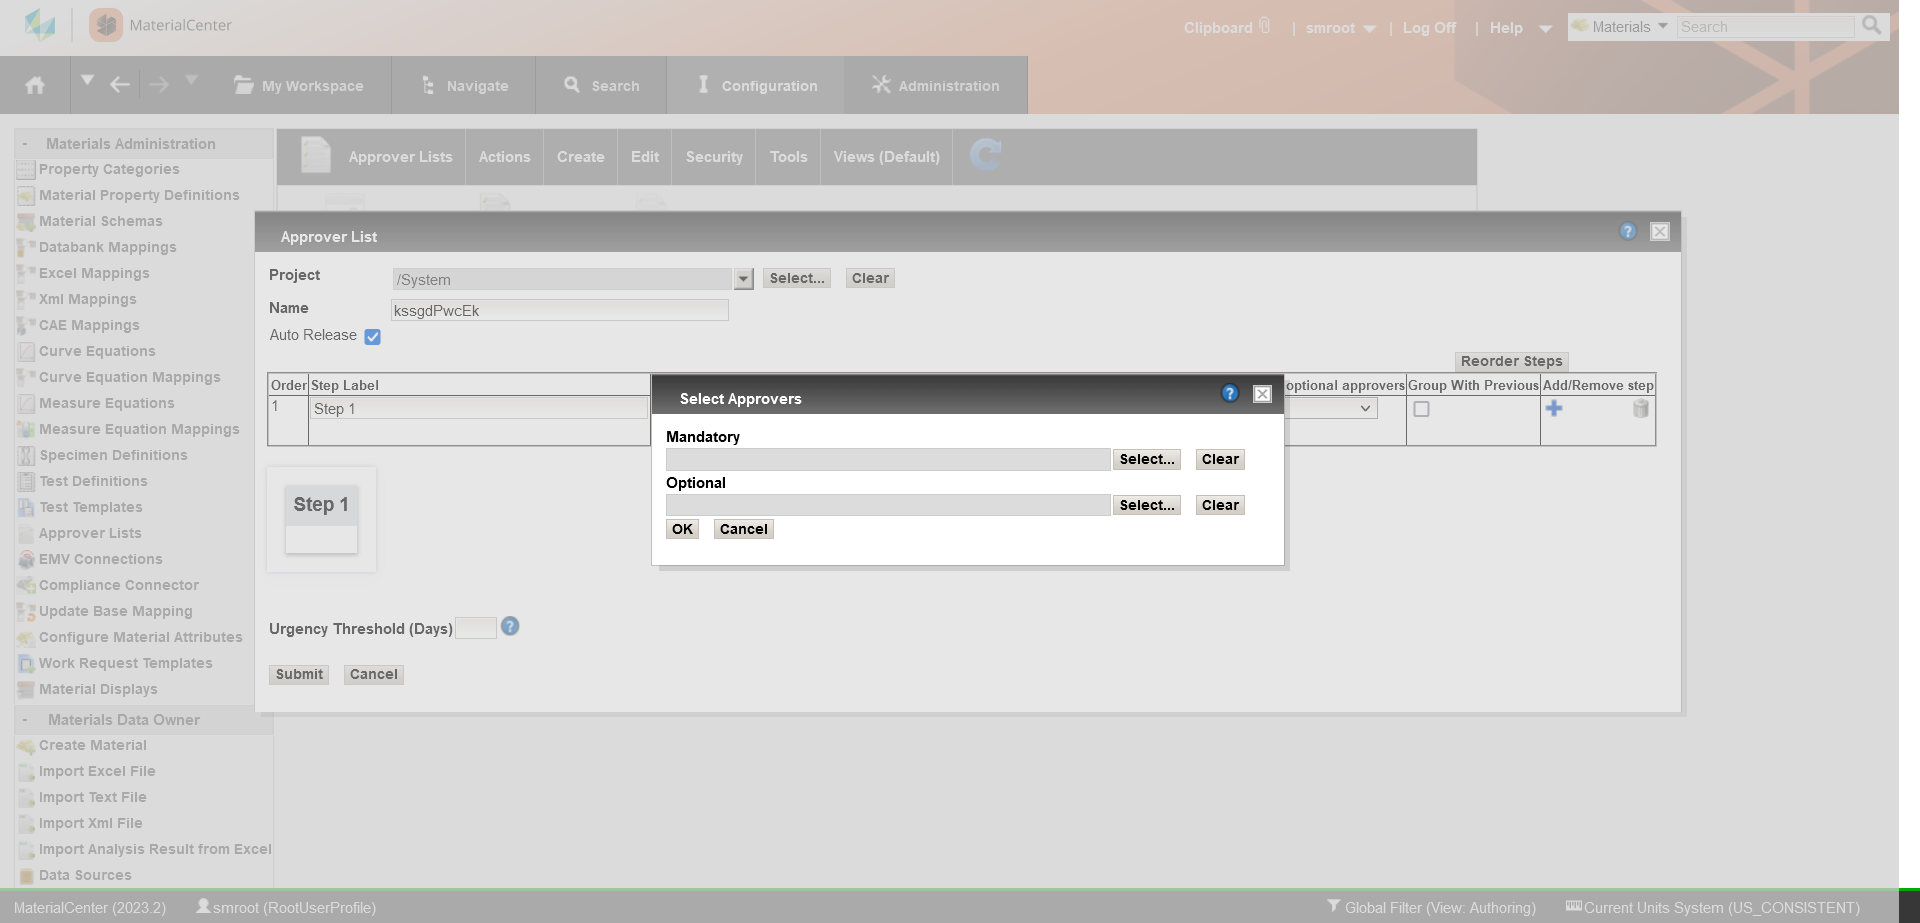 MaterialCenter
Clipboard | smroot | Log Off | Help Materials Search
My Workspace Navigate Search Configuration Administration
- Materials Administration
Property Categories
Material Property Definitions
Material Schemas
Databank Mappings
Excel Mappings
Xml Mappings
CAE Mappings
Curve Equations
Curve Equation Mappings
Measure Equations
Measure Equation Mappings
Specimen Definitions
Test Definitions
Test Templates
Approver Lists
EMV Connections
Compliance Connector
Update Base Mapping
Configure Material Attributes
Work Request Templates
Material Displays
- Materials Data Owner
Create Material
Import Excel File
Import Text File
Import Xml File
Import Analysis Result from Excel
Data Sources
Approver Lists Actions Create Edit Security Tools Views (Default)
Approver List ?
Project /System Select... Clear
Name kssgdPwcEk
Auto Release
Reorder Steps
Order Step Label optional approvers Group With Previous Add/Remove step
1 Step 1
Step 1
Select Approvers ?
Mandatory
Select... Clear
Optional
Select... Clear
OK Cancel
Urgency Threshold (Days) ?
Submit Cancel
MaterialCenter (2023.2) smroot (RootUserProfile) Global Filter (View: Authoring) Current Units System (US_CONSISTENT)